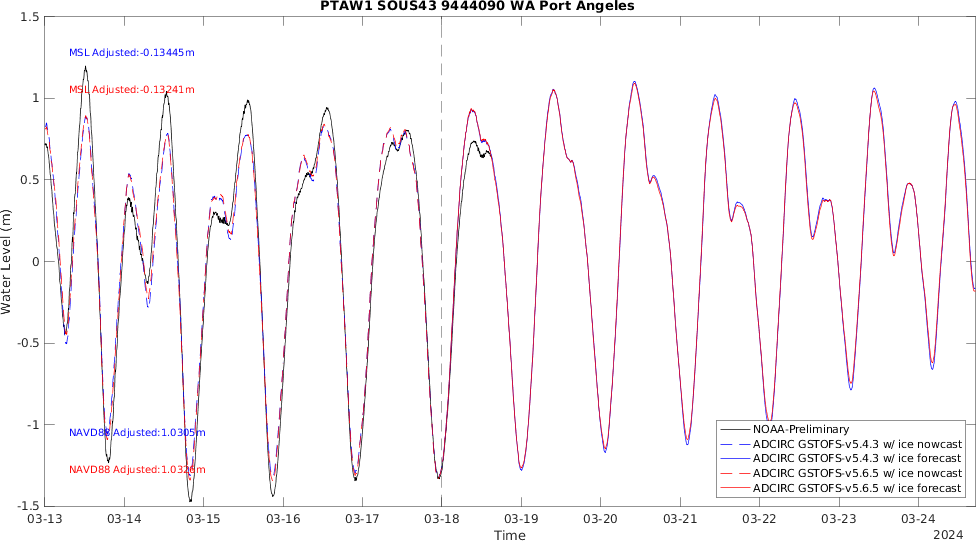 PTAW1 SOUS43 9444090 WA Port Angeles
1.5
1
0.5
0
-0.5
-1
-1.5
Water Level (m)
MSL Adjusted:-0.13445m
MSL Adjusted:-0.13241m
NAVD88 Adjusted:1.0305m
NAVD88 Adjusted:1.0326m
NOAA-Preliminary
ADCIRC GSTOFS-v5.4.3 w/ ice nowcast
ADCIRC GSTOFS-v5.4.3 w/ ice forecast
ADCIRC GSTOFS-v5.6.5 w/ ice nowcast
ADCIRC GSTOFS-v5.6.5 w/ ice forecast
03-13 03-14 03-15 03-16 03-17 03-18 03-19 03-20 03-21 03-22 03-23 03-24
Time
2024